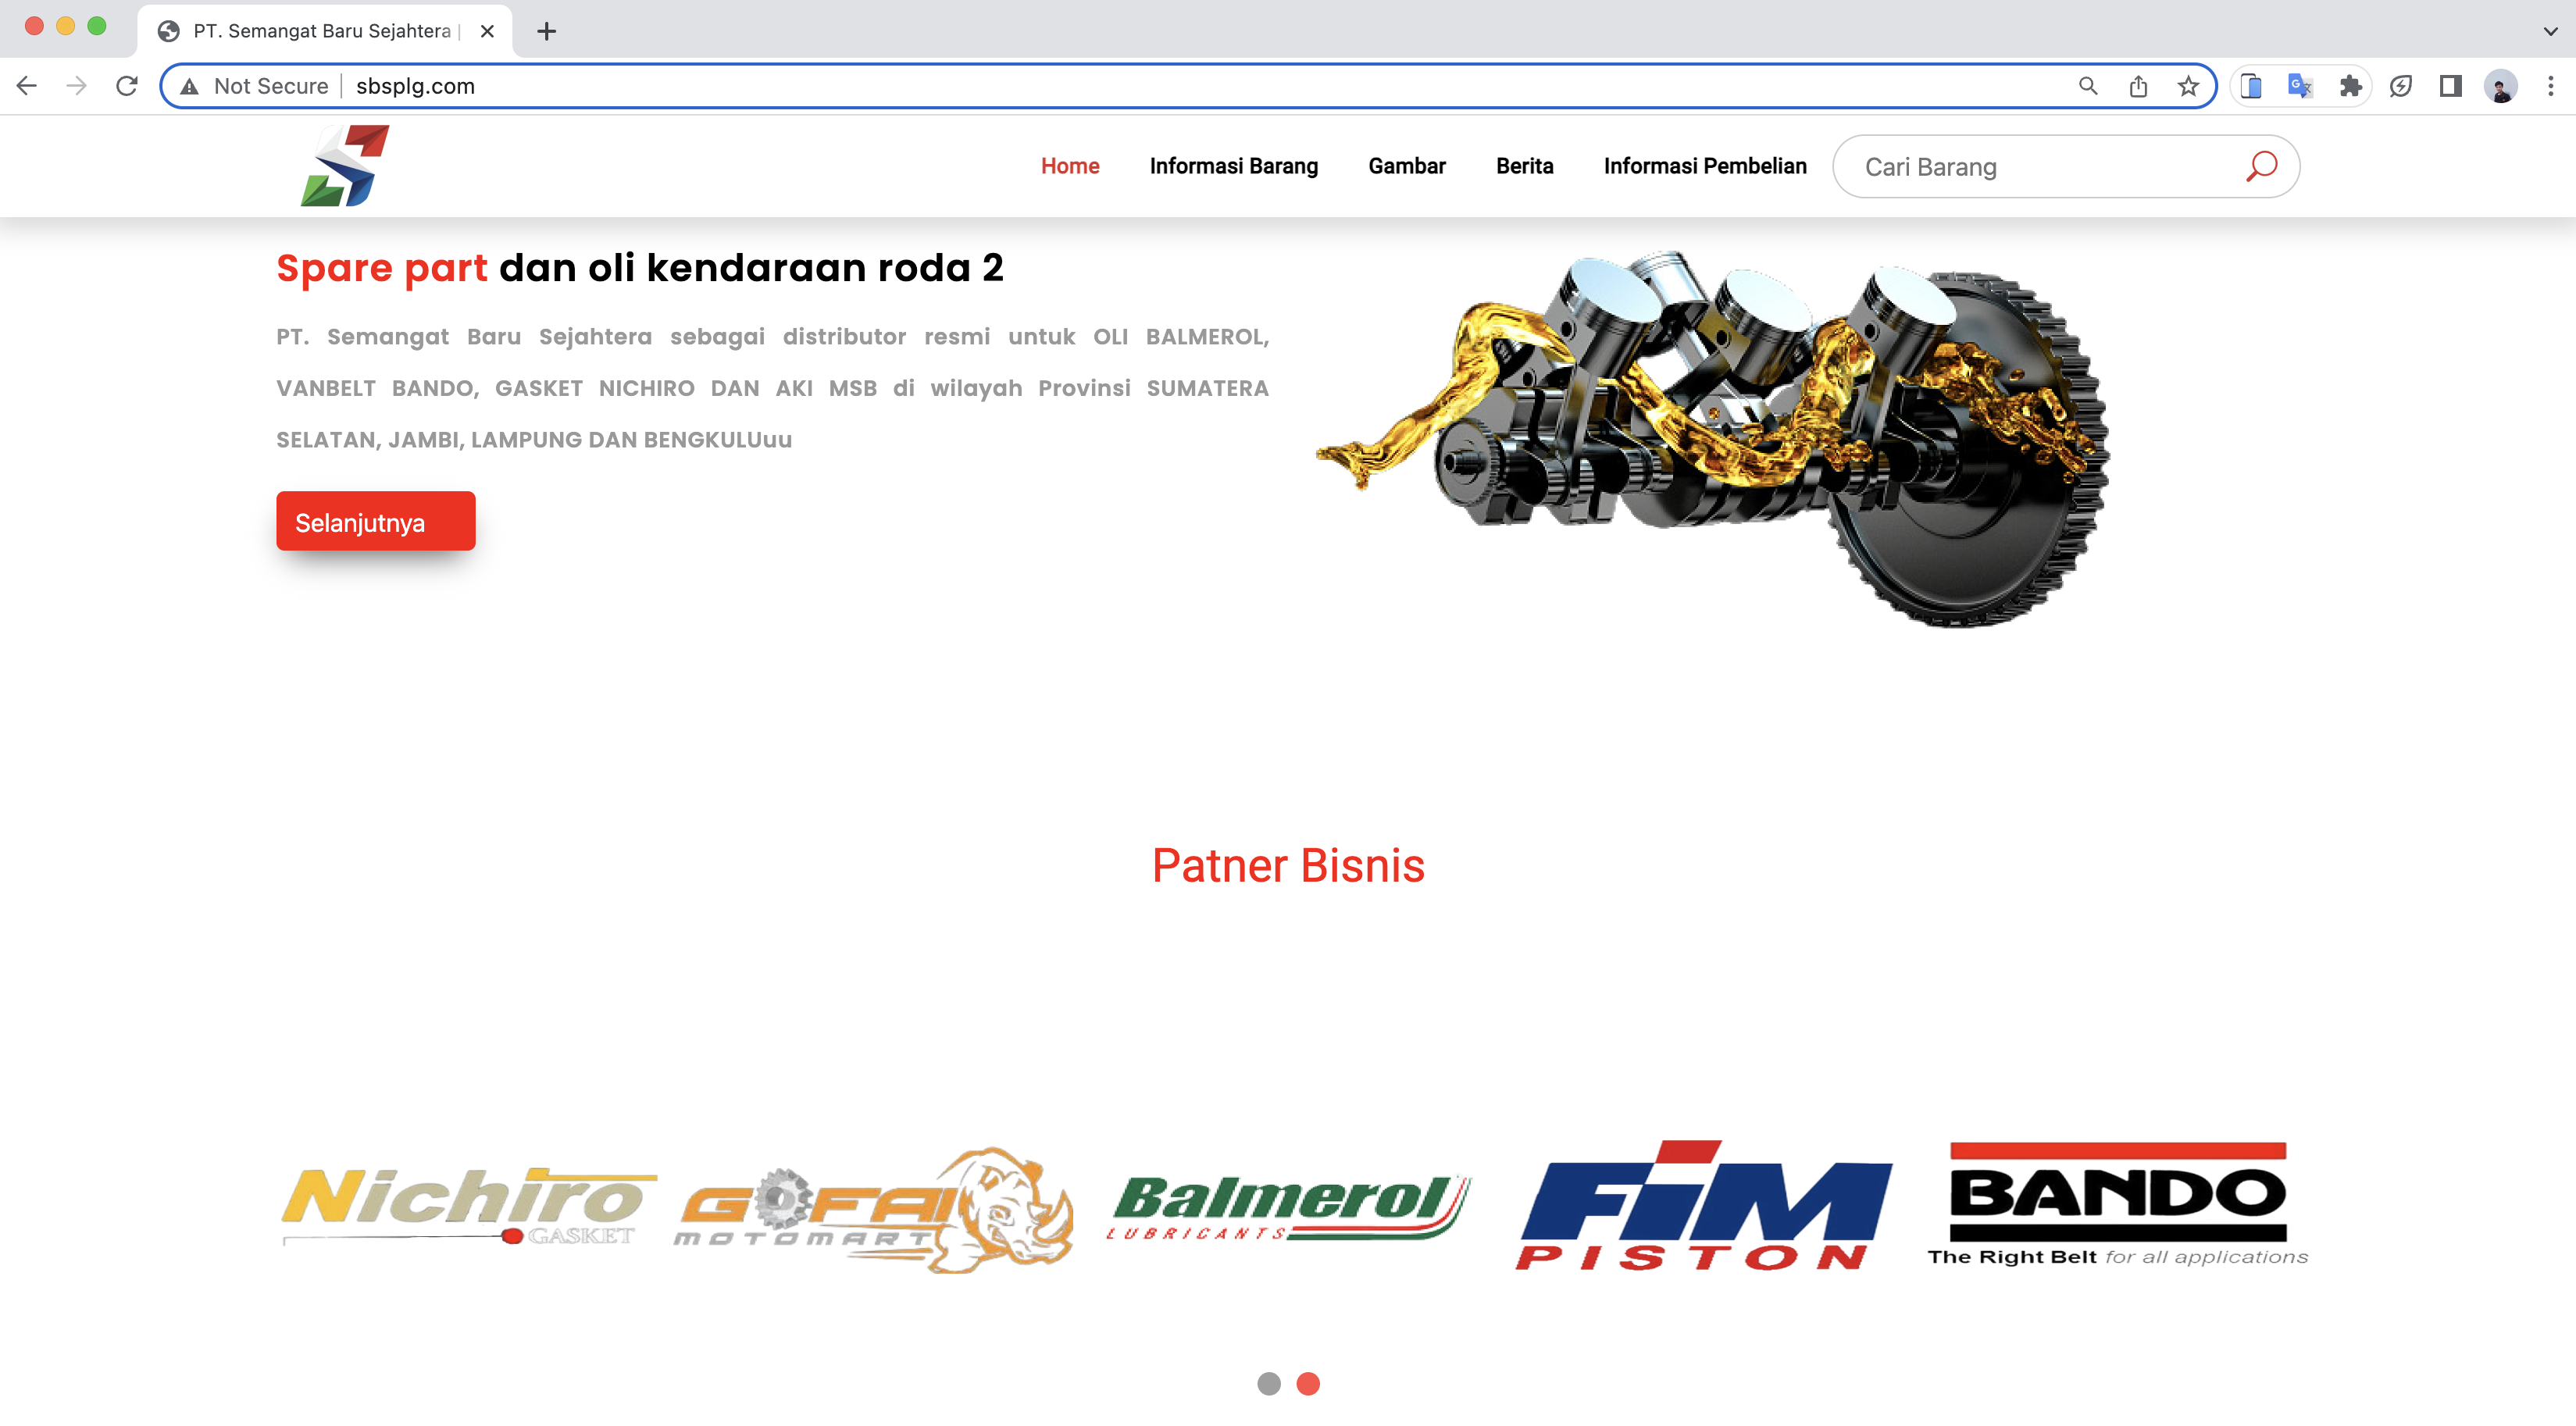 PT. Semangat Baru Sejahtera |
Not Secure | sbsplg.com
Home Informasi Barang Gambar Berita Informasi Pembelian Cari Barang
Spare part dan oli kendaraan roda 2
PT. Semangat Baru Sejahtera sebagai distributor resmi untuk OLI BALMEROL,
VANBELT BANDO, GASKET NICHIRO DAN AKI MSB di wilayah Provinsi SUMATERA
SELATAN, JAMBI, LAMPUNG DAN BENGKULUuu
Selanjutnya
Patner Bisnis
Nichiro
GASKET
GOFAI
MOTOMART
Balmerol
LUBRICANTS
FIM
PISTON
BANDO
The Right Belt for all applications